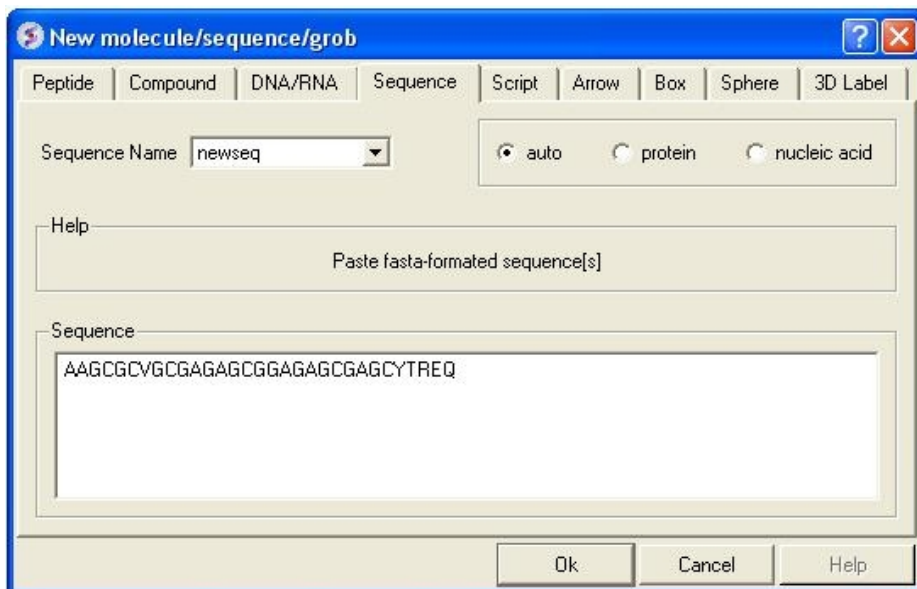 New molecule/sequence/grob
Peptide Compound DNA/RNA Sequence Script Arrow Box Sphere 3D Label
Sequence Name newseq auto protein nucleic acid
Help
Paste fasta-formated sequence[s]
Sequence
AAGCGCVGCGAGAGCGGAGAGCGAGCYTREQ
Ok Cancel Help